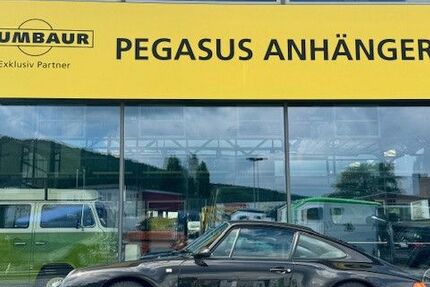 UMBAUR
Exklusiv Partner
PEGASUS ANHÄNGER